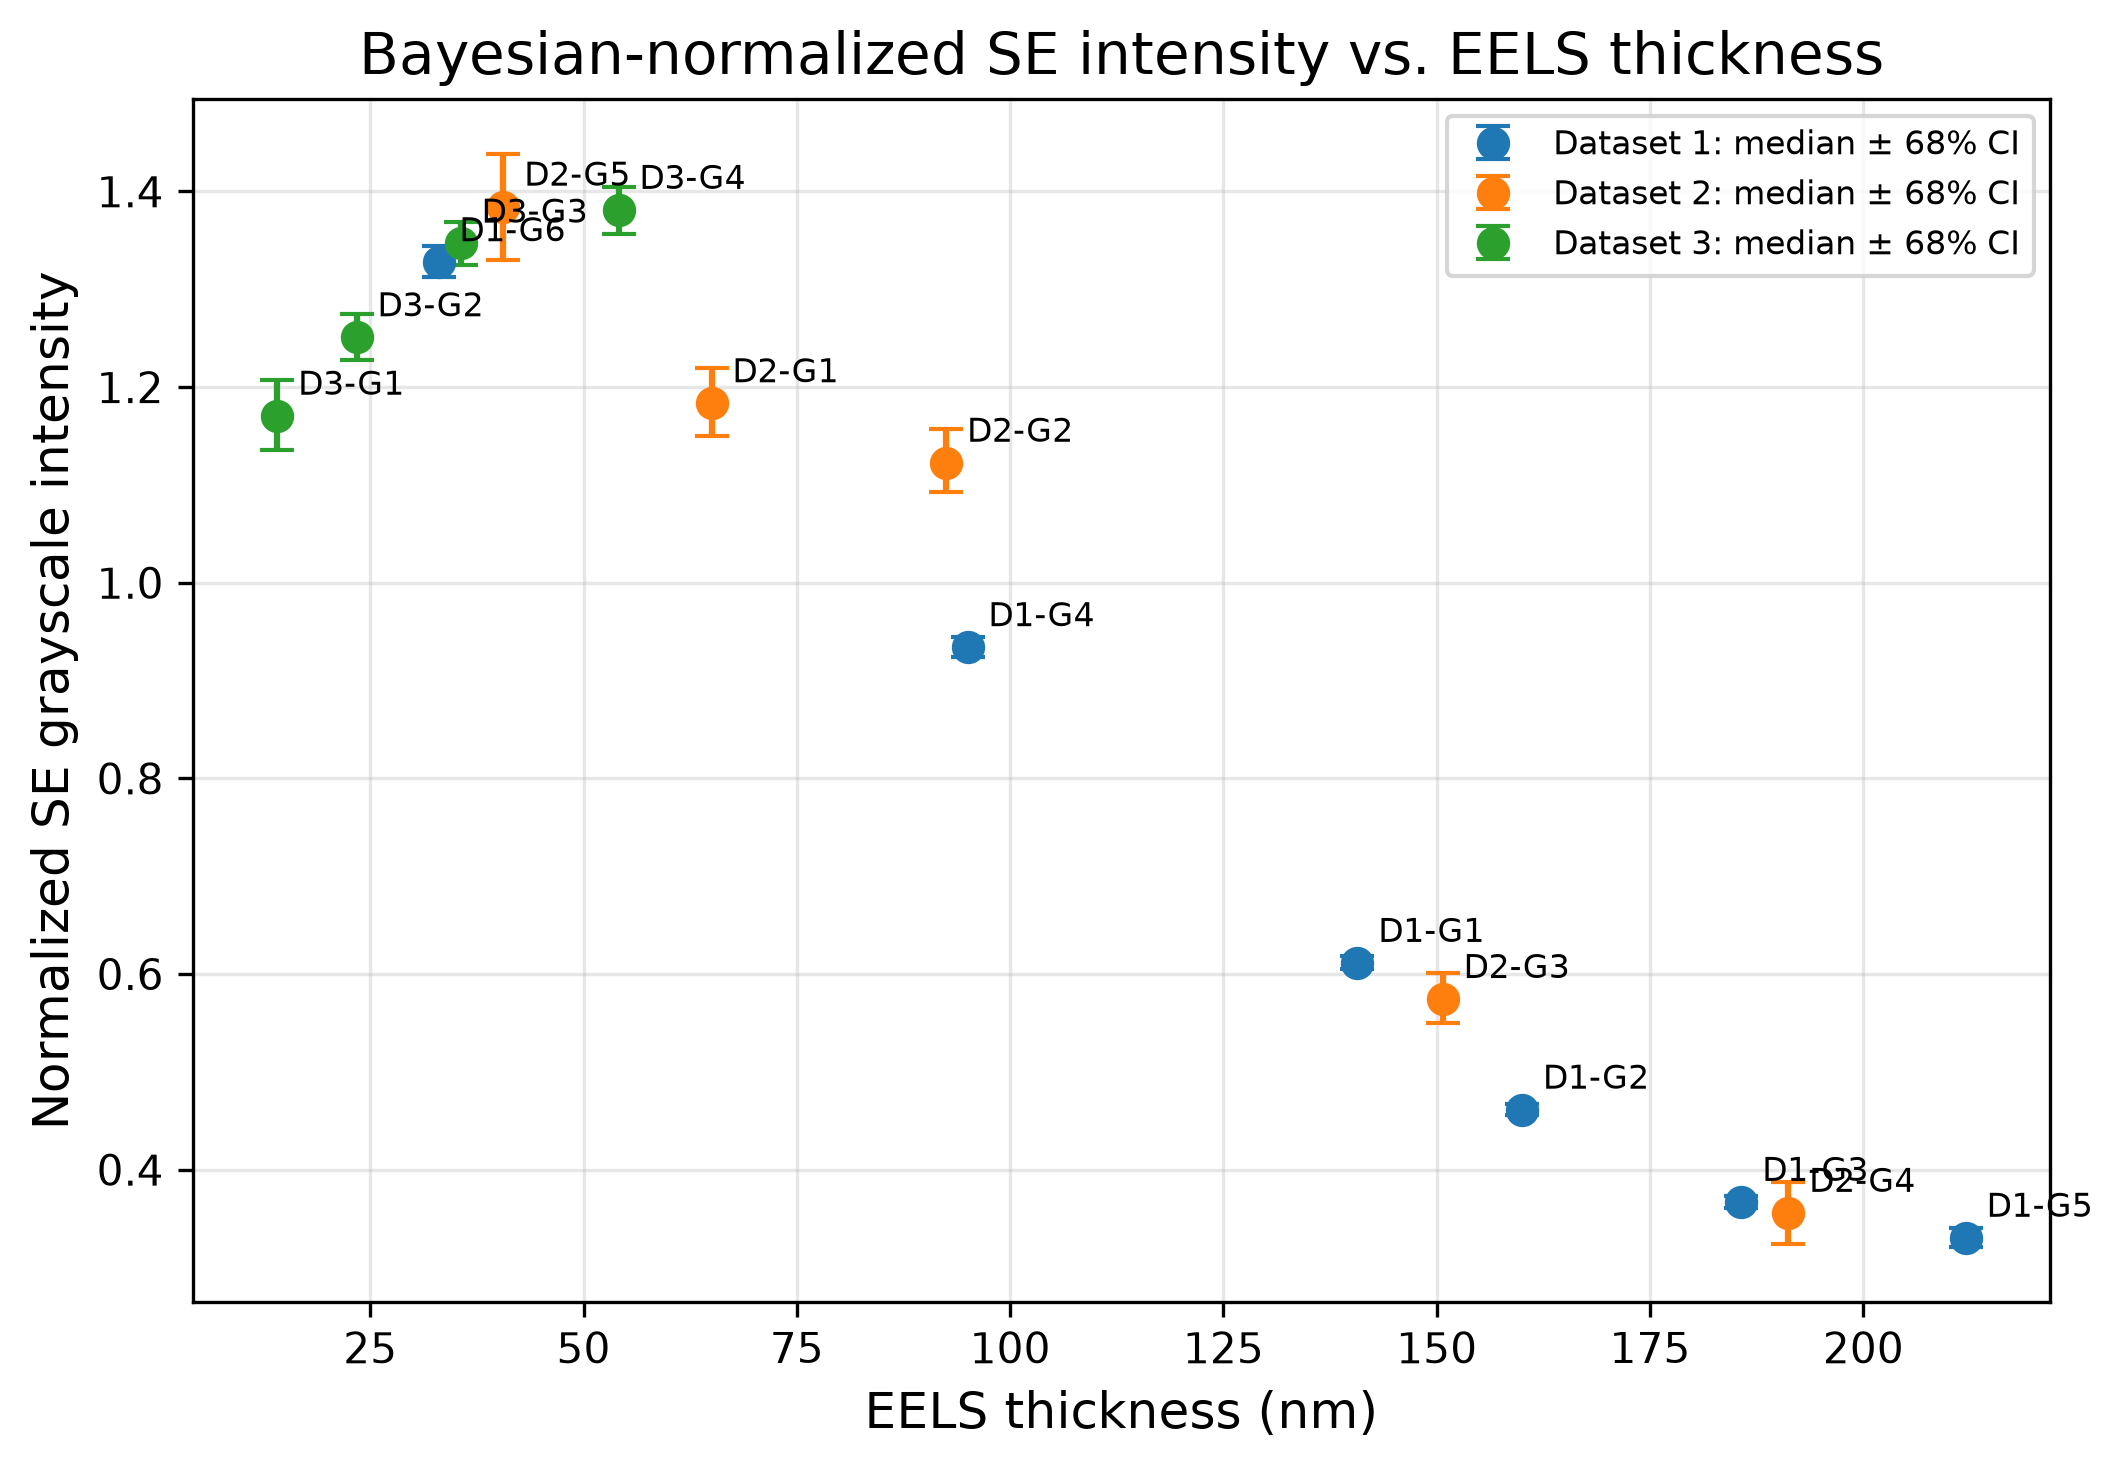 Bayesian-normalized SE intensity vs. EELS thickness
Dataset 1: median ± 68% CI
Dataset 2: median ± 68% CI
Dataset 3: median ± 68% CI
Normalized SE grayscale intensity
1.4
1.2
1.0
0.8
0.6
0.4
D2-G5
D3-G4
D3-G3
D1-G6
D3-G2
D3-G1
D2-G1
D2-G2
D1-G4
D1-G1
D2-G3
D1-G2
D1-G3
D2-G4
D1-G5
25 50 75 100 125 150 175 200
EELS thickness (nm)